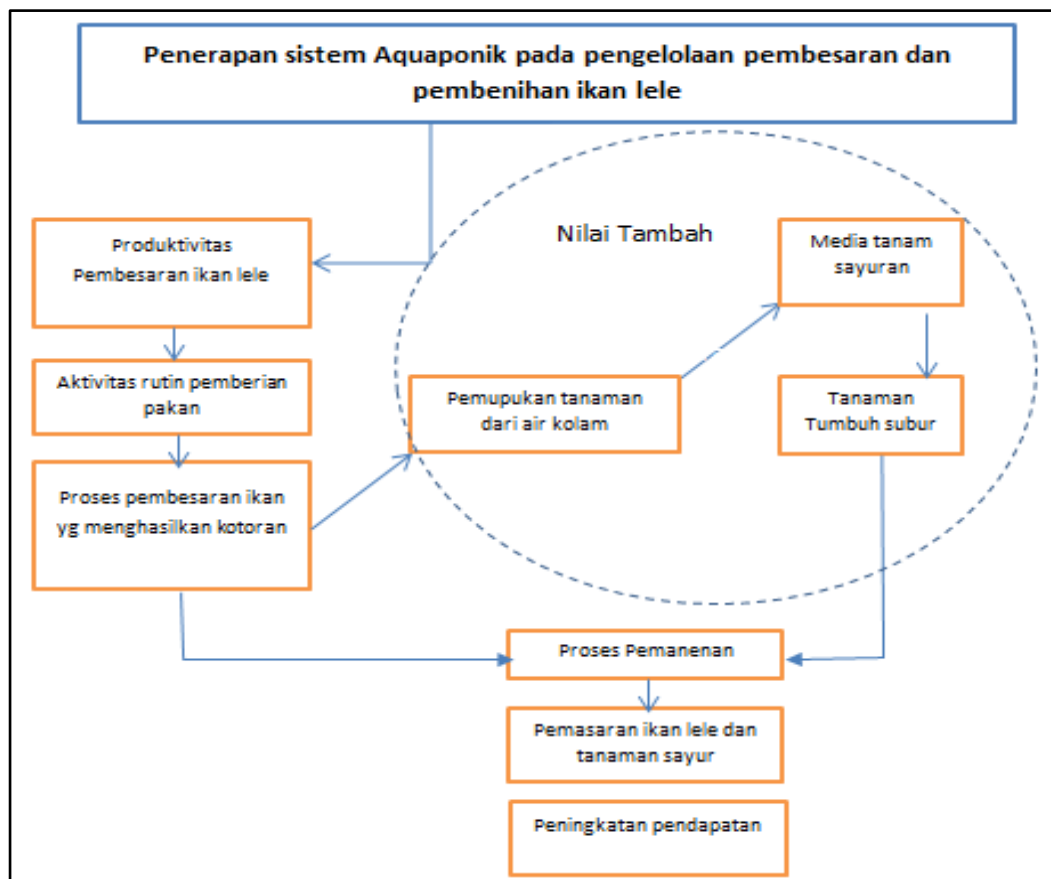 Penerapan sistem Aquaponik pada pengelolaan pembesaran dan
pembenihan ikan lele
Produktivitas
Pembesaran ikan lele
Aktivitas rutin pemberian
pakan
Proses pembesaran ikan
yg menghasilkan kotoran
Nilai Tambah
Pemupukan tanaman
dari air kolam
Media tanam
sayuran
Tanaman
Tumbuh subur
Proses Pemanenan
Pemasaran ikan lele dan
tanaman sayur
Peningkatan pendapatan